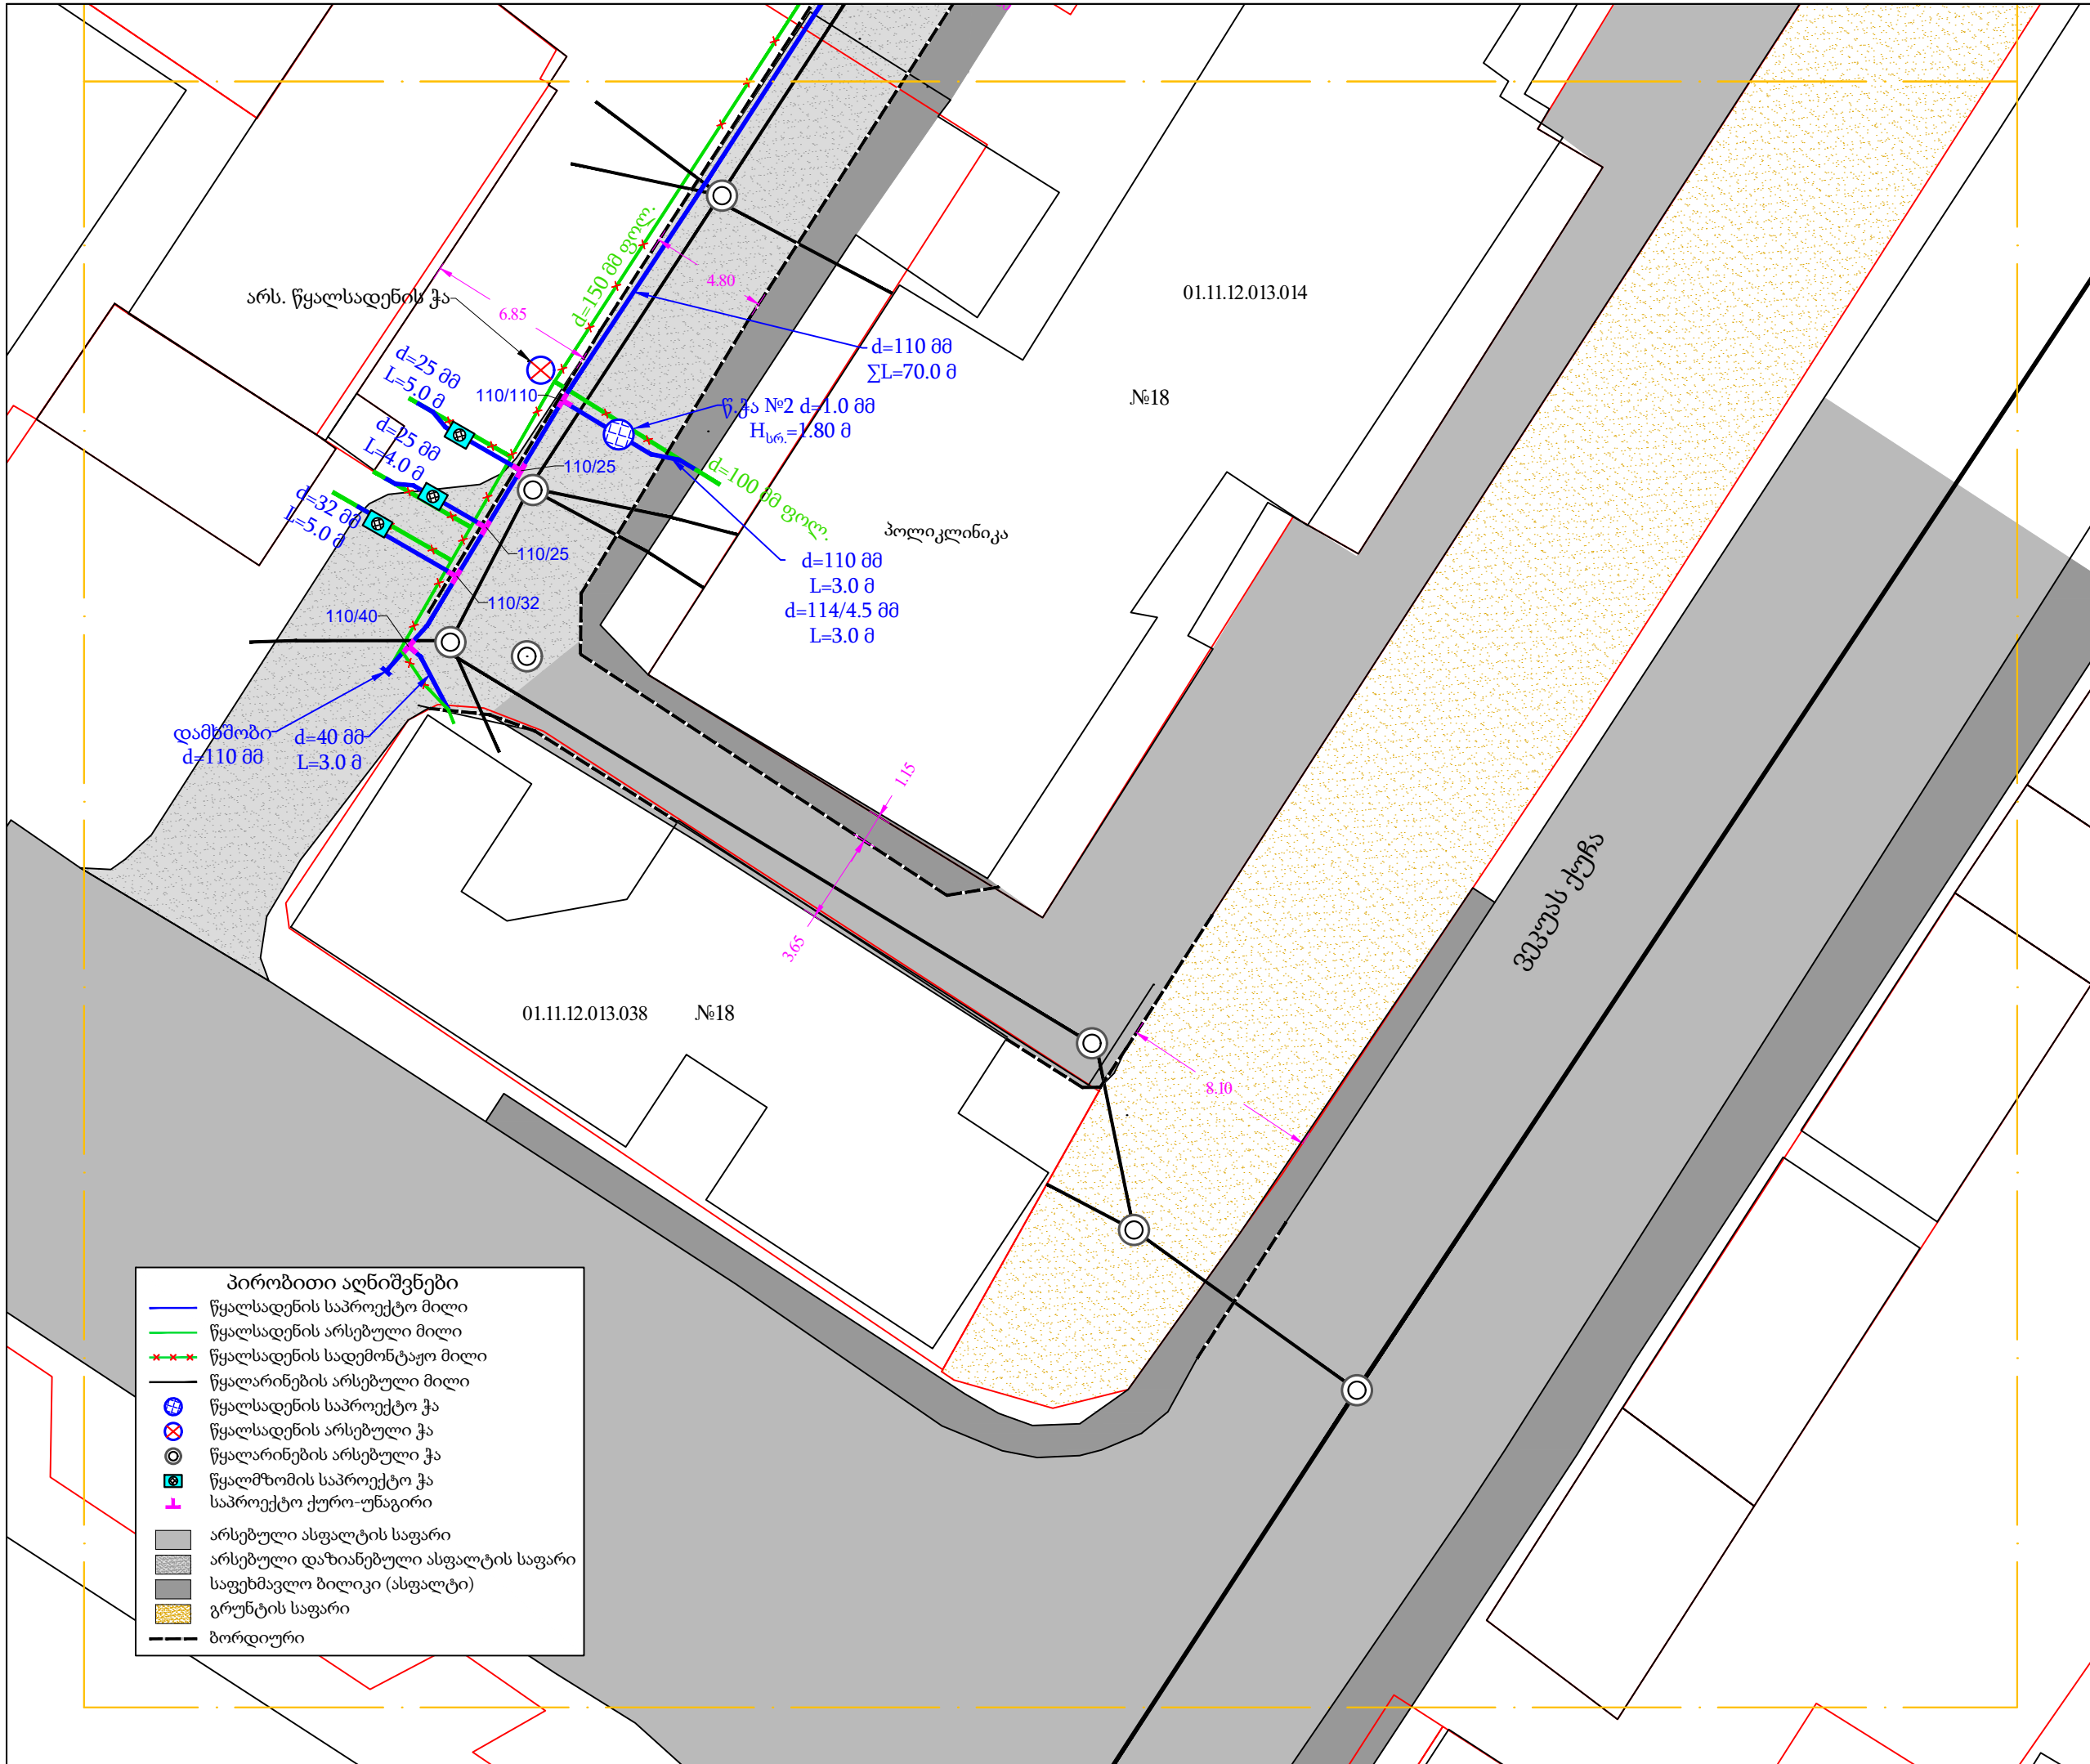 4.80
d=150 მმ ფოლ.
01.11.12.013.014
არს. წყალსადენის ჭა
6.85
d=110 მმ
∑L=70.0 მ
d=25 მმ
L=5.0 მ
110/110
№18
წ.ჭა №2 d=1.0 მმ
Hსრ.=1.80 მ
d=25 მმ
L=4.0 მ
110/25
d=100 მმ ფოლ.
d=32 მმ
L=5.0 მ
პოლიკლინიკა
110/25
d=110 მმ
L=3.0 მ
d=114/4.5 მმ
L=3.0 მ
110/32
110/40
დამხშობი
d=110 მმ
d=40 მმ
L=3.0 მ
1.15
3.65
ვეკუას ქუჩა
01.11.12.013.038
№18
8.10
პირობითი აღნიშვნები
წყალსადენის საპროექტო მილი
წყალსადენის არსებული მილი
წყალსადენის სადემონტაჟო მილი
წყალარინების არსებული მილი
წყალსადენის საპროექტო ჭა
წყალსადენის არსებული ჭა
წყალარინების არსებული ჭა
წყალმზომის საპროექტო ჭა
საპროექტო ქურო-უნაგირი
არსებული ასფალტის საფარი
არსებული დაზიანებული ასფალტის საფარი
საფეხმავლო ბილიკი (ასფალტი)
გრუნტის საფარი
ბორდიური